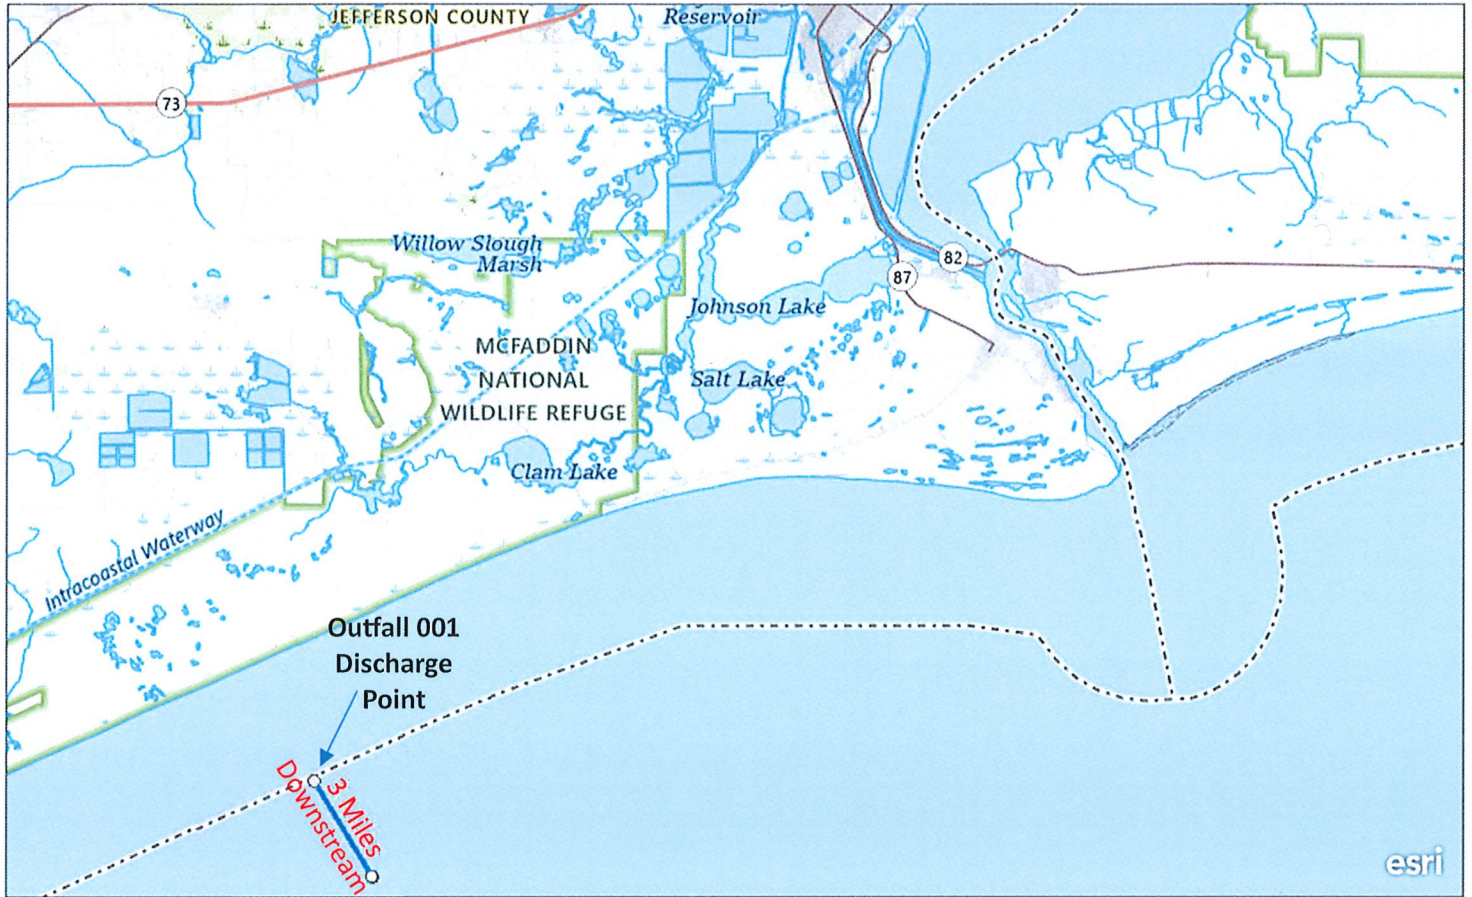 JEFFERSON COUNTY
Reservoir
73
Willow Slough
Marsh
82
87
Johnson Lake
MCFADDIN
NATIONAL
WILDLIFE REFUGE
Salt Lake
Clam Lake
Intracoastal Waterway
Outfall 001
Discharge
Point
3 Miles
Downstream
esri